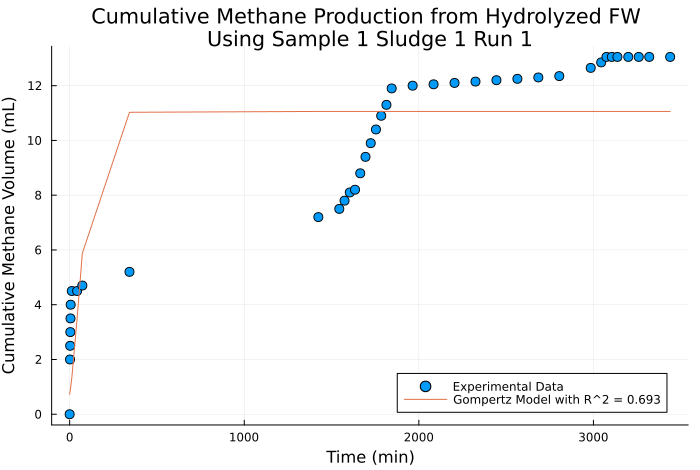 Cumulative Methane Production from Hydrolyzed FW
Using Sample 1 Sludge 1 Run 1
Cumulative Methane Volume (mL)
12
10
8
6
4
2
0
0
1000
2000
3000
Time (min)
Experimental Data
Gompertz Model with R^2 = 0.693